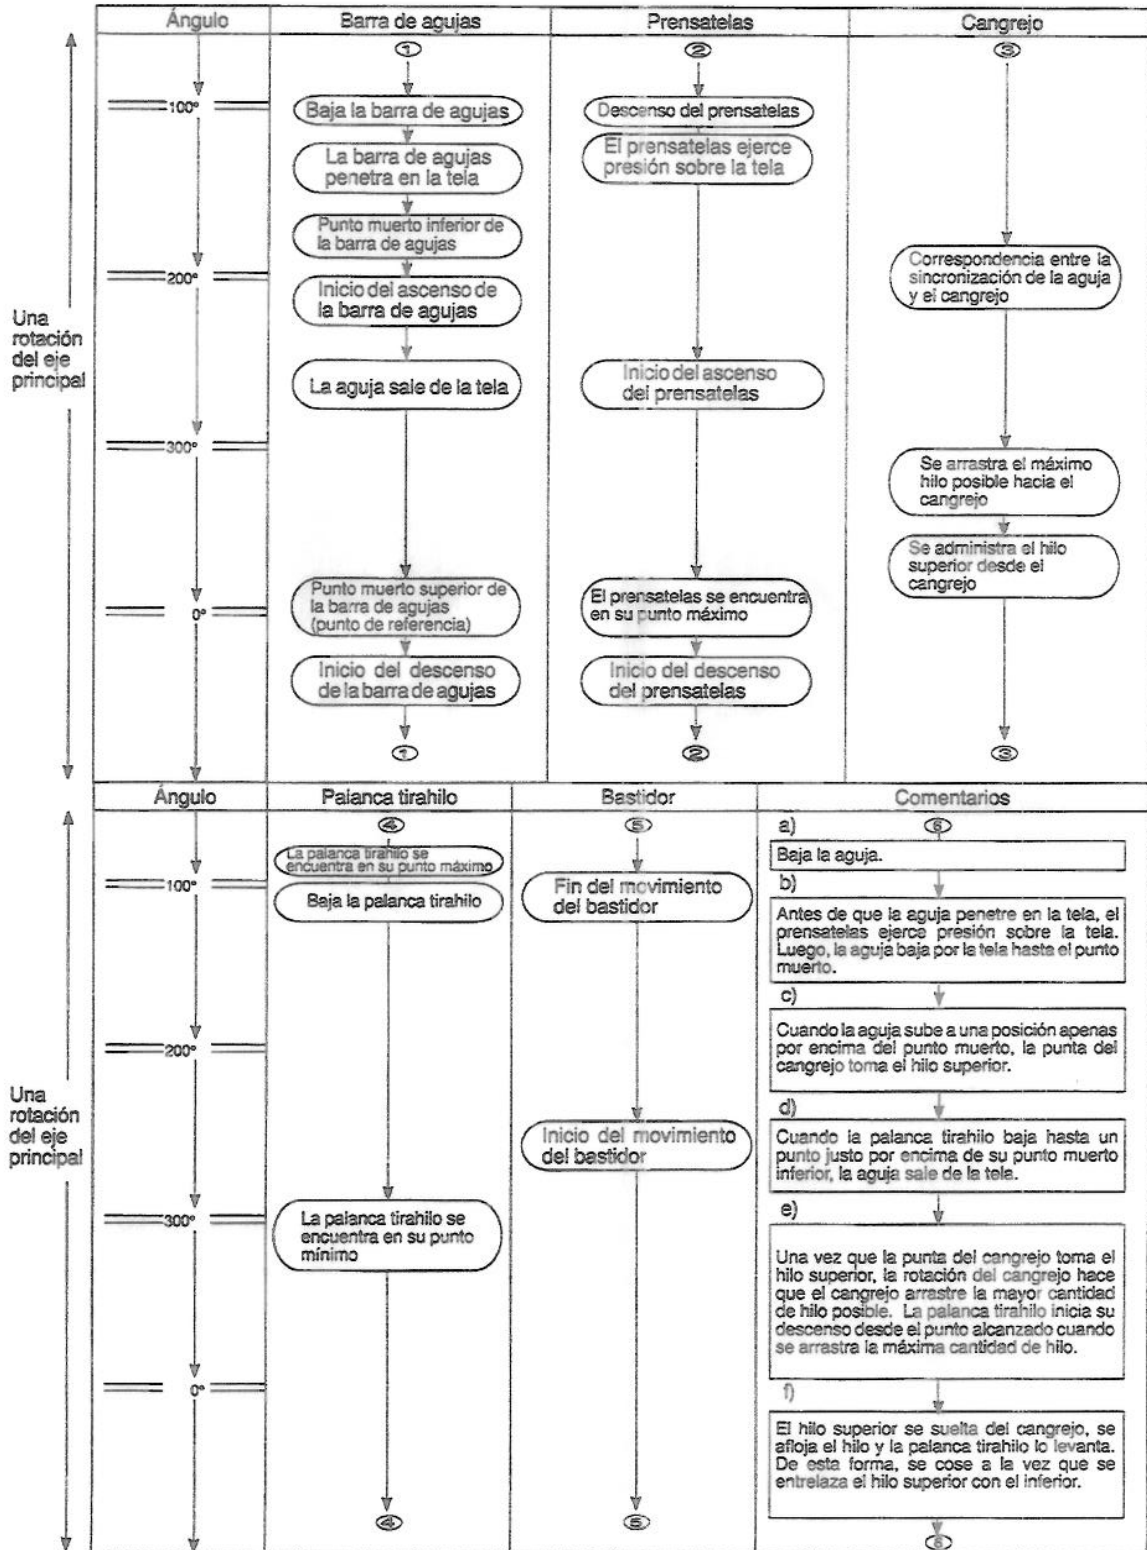 Ángulo
Barra de agujas
Prensatelas
Cangrejo
Una
rotación
del eje
principal
100°
200°
300°
0°
①
Baja la barra de agujas
La barra de agujas
penetra en la tela
Punto muerto inferior de
la barra de agujas
Inicio del ascenso de
la barra de agujas
La aguja sale de la tela
Punto muerto superior de
la barra de agujas
(punto de referencia)
Inicio del descenso
de la barra de agujas
①
②
Descenso del prensatelas
El prensatelas ejerce
presión sobre la tela
Inicio del ascenso
del prensatelas
El prensatelas se encuentra
en su punto máximo
Inicio del descenso
del prensatelas
②
③
Correspondencia entre la
sincronización de la aguja
y el cangrejo
Se arrastra el máximo
hilo posible hacia el
cangrejo
Se administra el hilo
superior desde el
cangrejo
③
Ángulo
Palanca tirahilo
Bastidor
Comentarios
Una
rotación
del eje
principal
100°
200°
300°
0°
④
La palanca tirahilo se
encuentra en su punto máximo
Baja la palanca tirahilo
La palanca tirahilo se
encuentra en su punto
mínimo
④
⑤
Fin del movimiento
del bastidor
Inicio del movimiento
del bastidor
⑤
a)
⑥
Baja la aguja.
b)
Antes de que la aguja penetre en la tela, el
prensatelas ejerce presión sobre la tela.
Luego, la aguja baja por la tela hasta el punto
muerto.
c)
Cuando la aguja sube a una posición apenas
por encima del punto muerto, la punta del
cangrejo toma el hilo superior.
d)
Cuando la palanca tirahilo baja hasta un
punto justo por encima de su punto muerto
inferior, la aguja sale de la tela.
e)
Una vez que la punta del cangrejo toma el
hilo superior, la rotación del cangrejo hace
que el cangrejo arrastre la mayor cantidad
de hilo posible. La palanca tirahilo inicia su
descenso desde el punto alcanzado cuando
se arrastra la máxima cantidad de hilo.
f)
El hilo superior se suelta del cangrejo, se
afloja el hilo y la palanca tirahilo lo levanta.
De esta forma, se cose a la vez que se
entrelaza el hilo superior con el inferior.
⑥